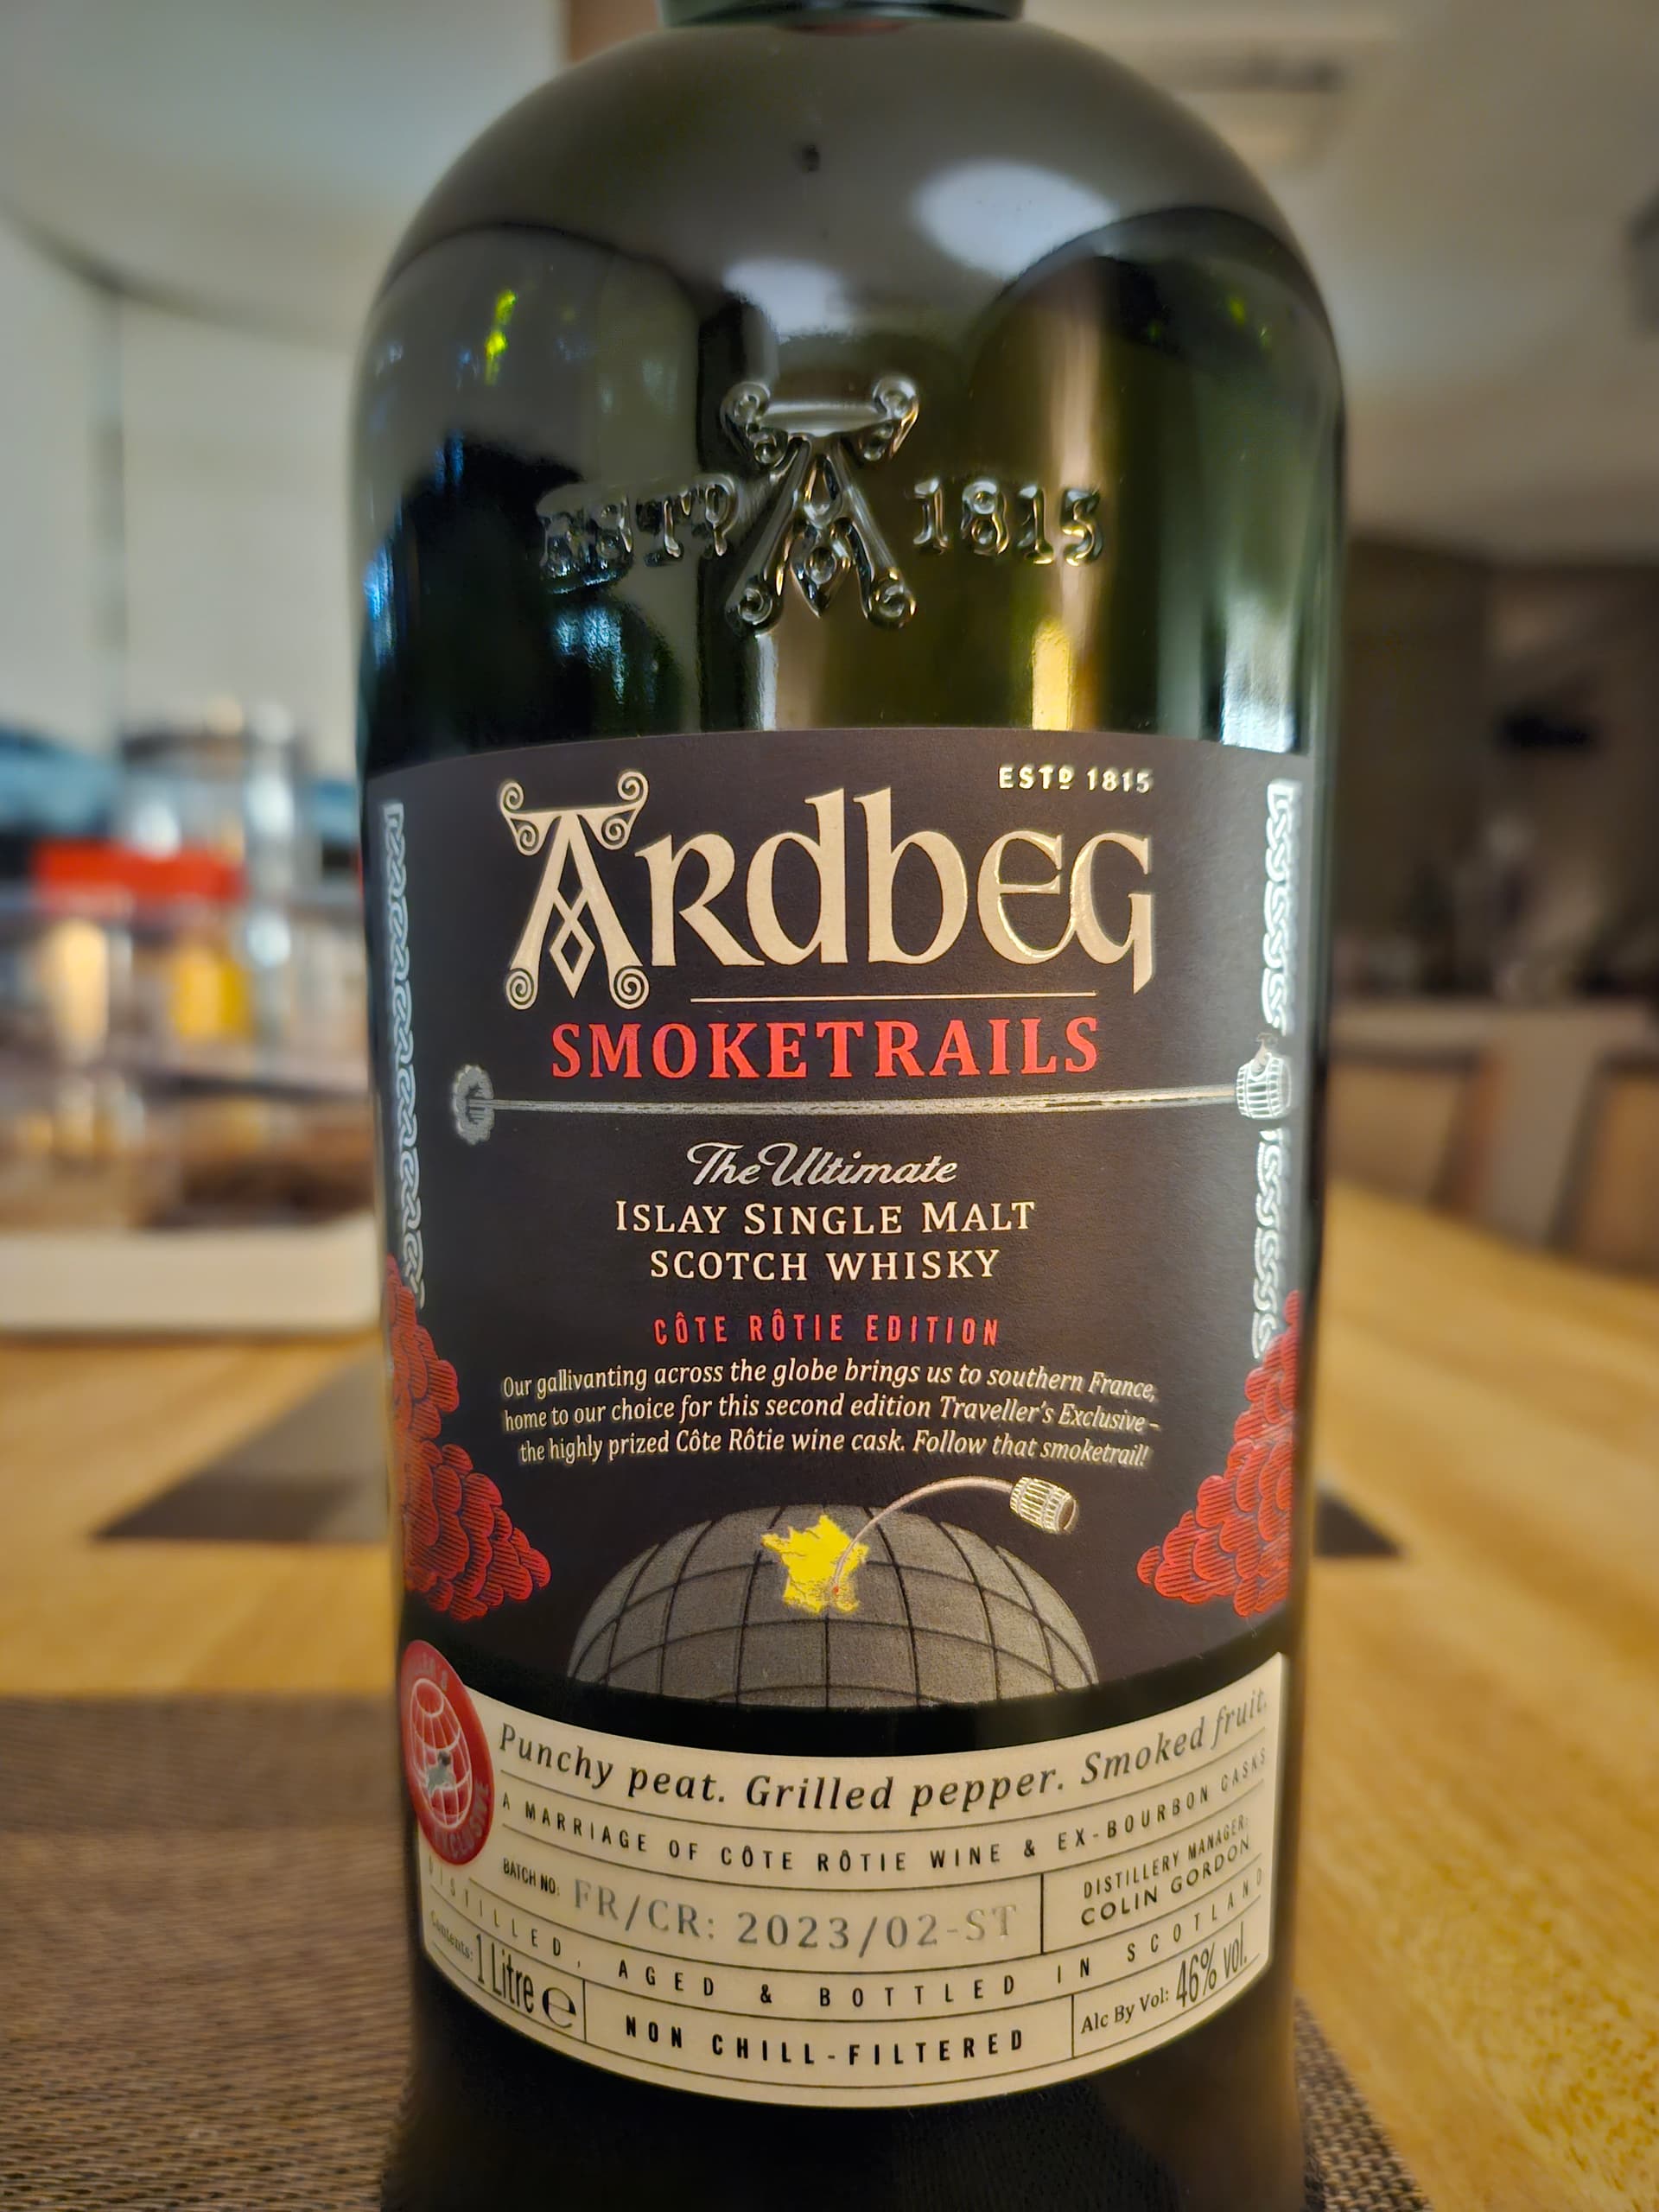 ESTD 1815
ESTD 1815
ARdbEG
SMOKETRAILS
The Ultimate
ISLAY SINGLE MALT
SCOTCH WHISKY
CÔTE RÔTIE EDITION
Our gallivanting across the globe brings us to southern France,
home to our choice for this second edition Traveller's Exclusive –
the highly prized Côte Rôtie wine cask. Follow that smoketrail!
Punchy peat. Grilled pepper. Smoked fruit.
A MARRIAGE OF CÔTE RÔTIE WINE & EX-BOURBON CASKS
BATCH NO: FR/CR: 2023/02-ST
DISTILLERY MANAGER:
COLIN GORDON
DISTILLED, AGED & BOTTLED IN SCOTLAND
Contents: 1 Litre e
NON CHILL-FILTERED
Alc By Vol: 46% vol.